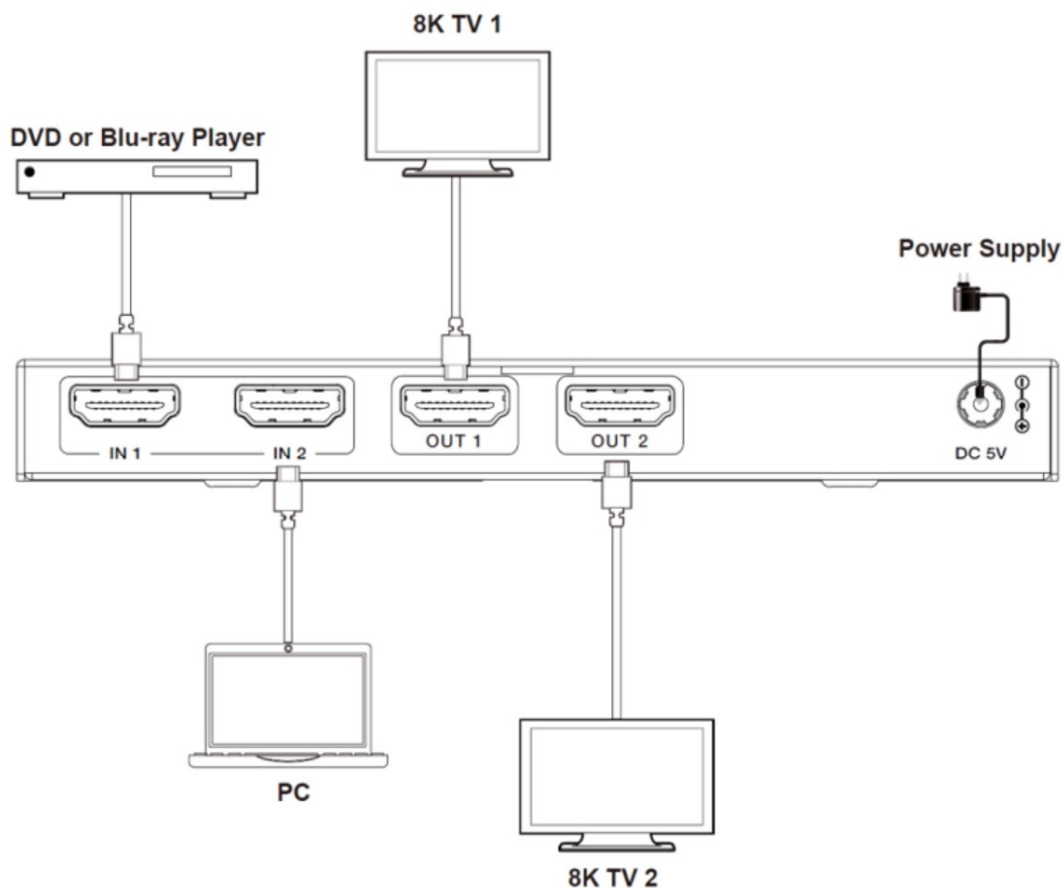 8K TV 1
DVD or Blu-ray Player
Power Supply
IN 1
IN 2
OUT 1
OUT 2
DC 5V
PC
8K TV 2